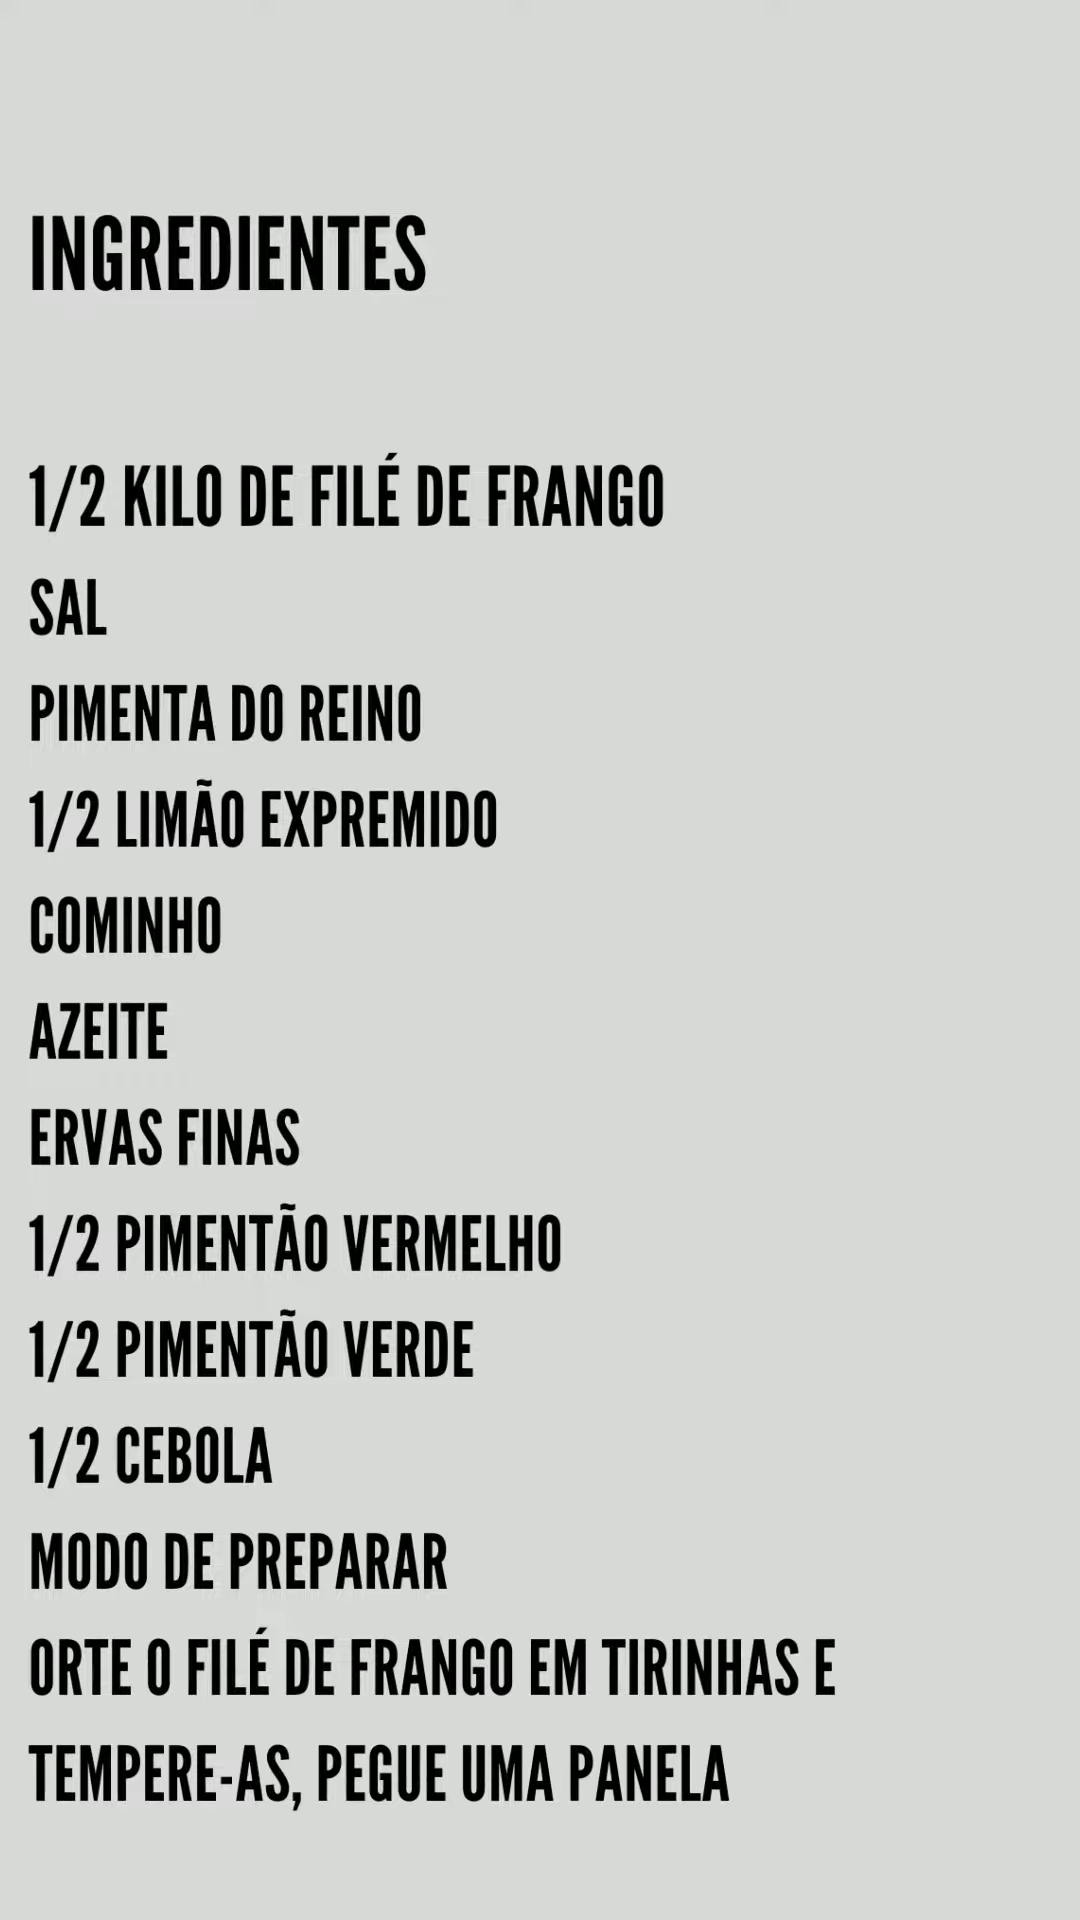 INGREDIENTES
1/2 KILO DE FILÉ DE FRANGO
SAL
PIMENTA DO REINO
1/2 LIMÃO EXPREMIDO
COMINHO
AZEITE
ERVAS FINAS
1/2 PIMENTÃO VERMELHO
1/2 PIMENTÃO VERDE
1/2 CEBOLA
MODO DE PREPARAR
ORTE O FILÉ DE FRANGO EM TIRINHAS E
TEMPERE-AS, PEGUE UMA PANELA